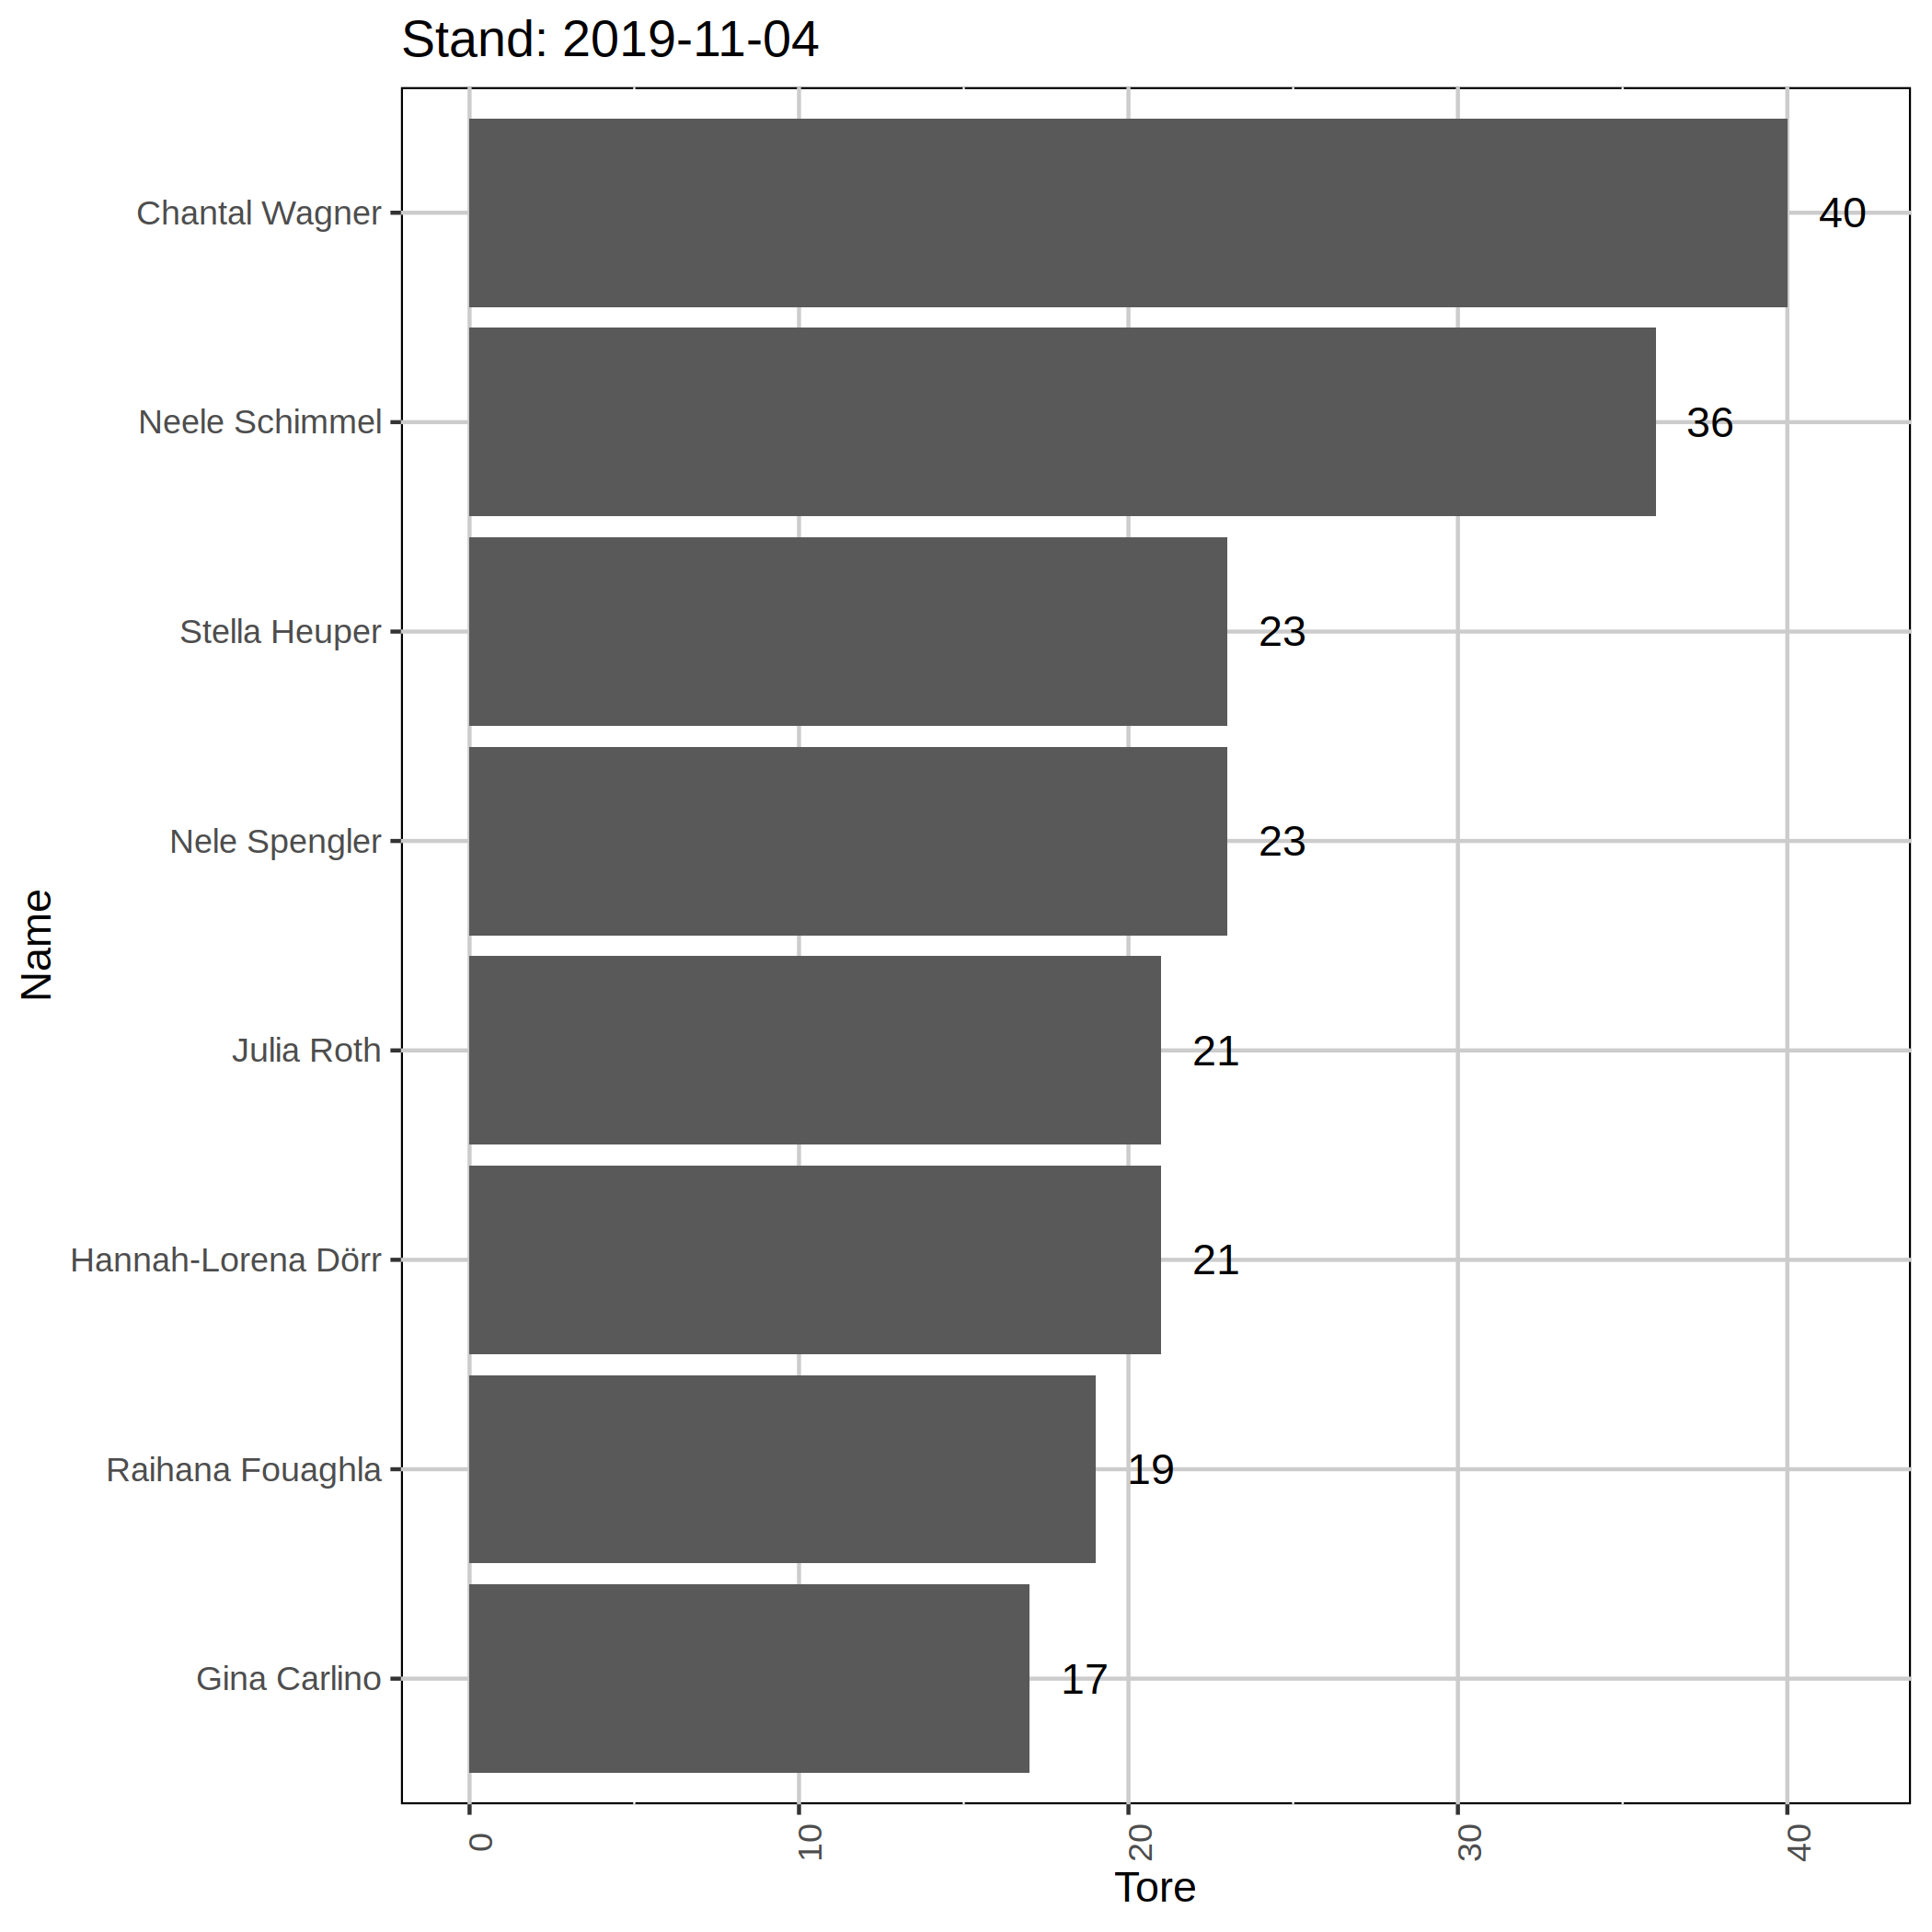 Stand: 2019-11-04
Name
Chantal Wagner 40
Neele Schimmel 36
Stella Heuper 23
Nele Spengler 23
Julia Roth 21
Hannah-Lorena Dörr 21
Raihana Fouaghla 19
Gina Carlino 17
0 10 20 30 40
Tore